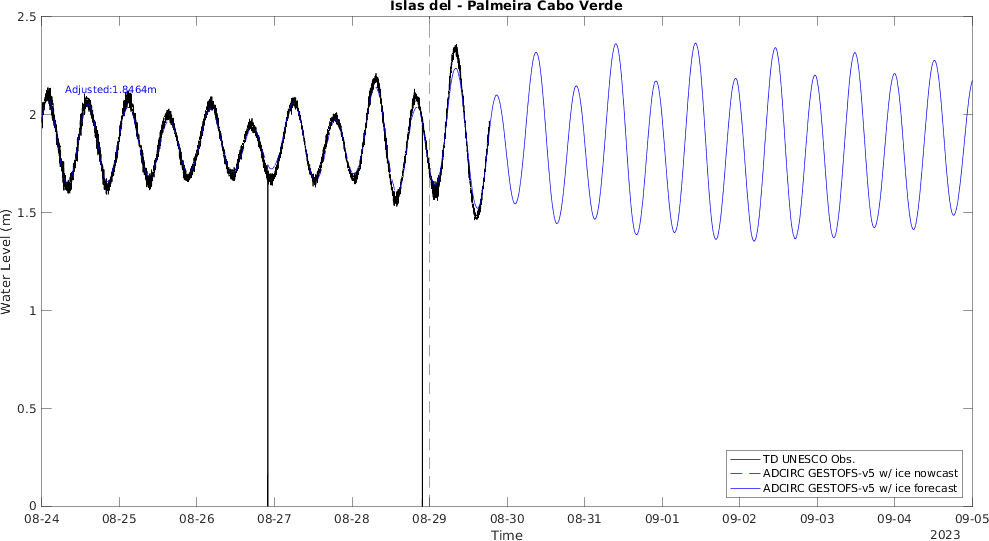 Islas del - Palmeira Cabo Verde
2.5
Adjusted:1.8464m
2
1.5
1
0.5
0
Water Level (m)
TD UNESCO Obs.
ADCIRC GESTOFS-v5 w/ ice nowcast
ADCIRC GESTOFS-v5 w/ ice forecast
08-24 08-25 08-26 08-27 08-28 08-29 08-30 08-31 09-01 09-02 09-03 09-04 09-05
Time
2023